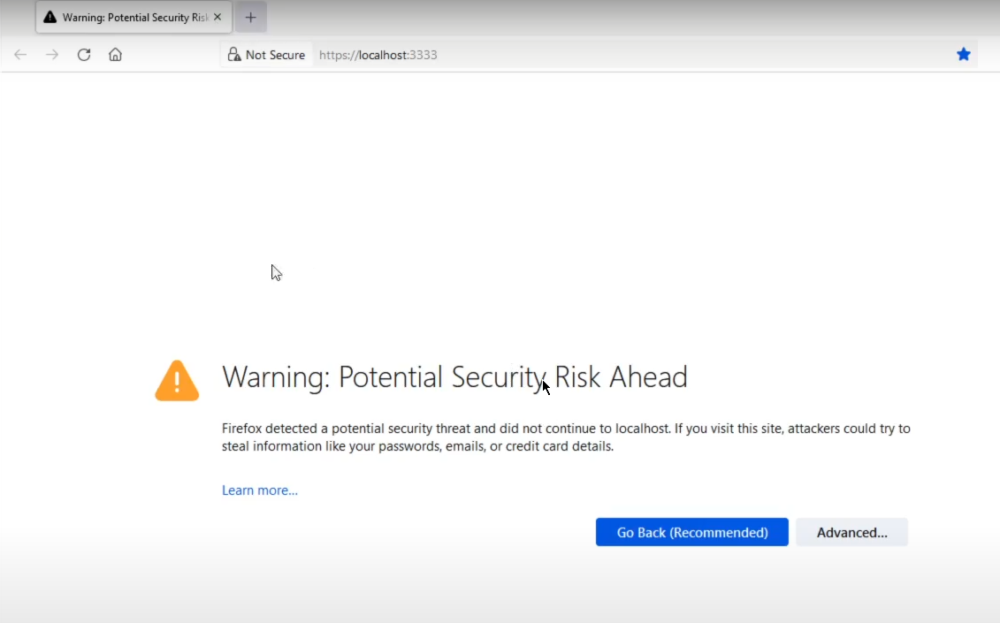 Warning: Potential Security Ris
Not Secure
https://localhost:3333
Warning: Potential Security Risk Ahead
Firefox detected a potential security threat and did not continue to localhost. If you visit this site, attackers could try to
steal information like your passwords, emails, or credit card details.
Learn more...
Go Back (Recommended)
Advanced...